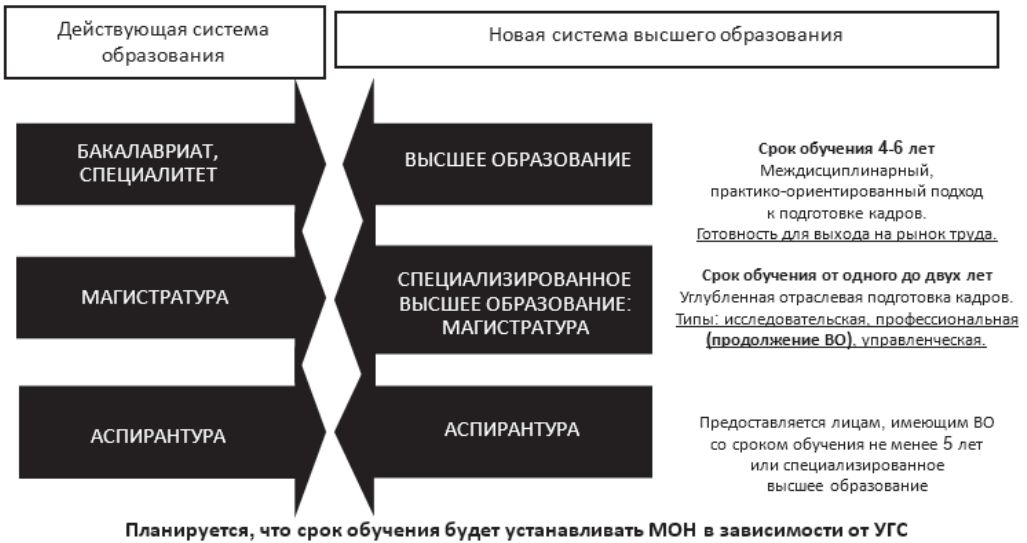 Действующая система
образования
Новая система высшего образования
БАКАЛАВРИАТ,
СПЕЦИАЛИТЕТ
ВЫСШЕЕ ОБРАЗОВАНИЕ
Срок обучения 4-6 лет
Междисциплинарный,
практико-ориентированный подход
к подготовке кадров.
Готовность для выхода на рынок труда.
МАГИСТРАТУРА
СПЕЦИАЛИЗИРОВАННОЕ
ВЫСШЕЕ ОБРАЗОВАНИЕ:
МАГИСТРАТУРА
Срок обучения от одного до двух лет
Углубленная отраслевая подготовка кадров.
Типы: исследовательская, профессиональная
(продолжение ВО), управленческая.
АСПИРАНТУРА
АСПИРАНТУРА
Предоставляется лицам, имеющим ВО
со сроком обучения не менее 5 лет
или специализированное
высшее образование
Планируется, что срок обучения будет устанавливать МОН в зависимости от УГС